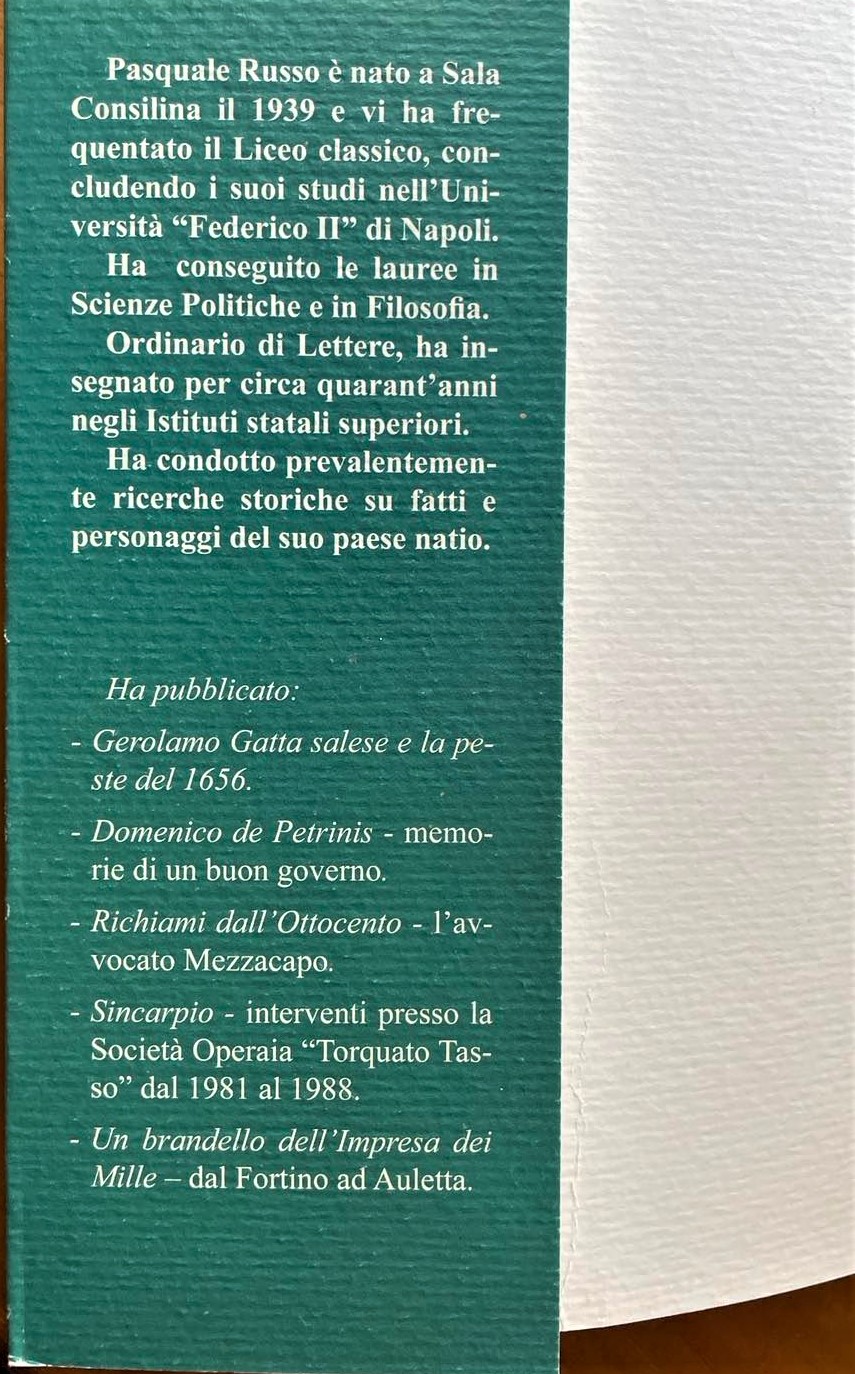 Pasquale Russo è nato a Sala
Consilina il 1939 e vi ha fre-
quentato il Liceo classico, con-
cludendo i suoi studi nell'Uni-
versità “Federico II” di Napoli.
Ha conseguito le lauree in
Scienze Politiche e in Filosofia.
Ordinario di Lettere, ha in-
segnato per circa quarant'anni
negli Istituti statali superiori.
Ha condotto prevalentemen-
te ricerche storiche su fatti e
personaggi del suo paese natio.
Ha pubblicato:
- Gerolamo Gatta salese e la pe-
ste del 1656.
- Domenico de Petrinis - memo-
rie di un buon governo.
- Richiami dall'Ottocento - l'av-
vocato Mezzacapo.
- Sincarpio - interventi presso la
Società Operaia “Torquato Tas-
so” dal 1981 al 1988.
- Un brandello dell'Impresa dei
Mille – dal Fortino ad Auletta.